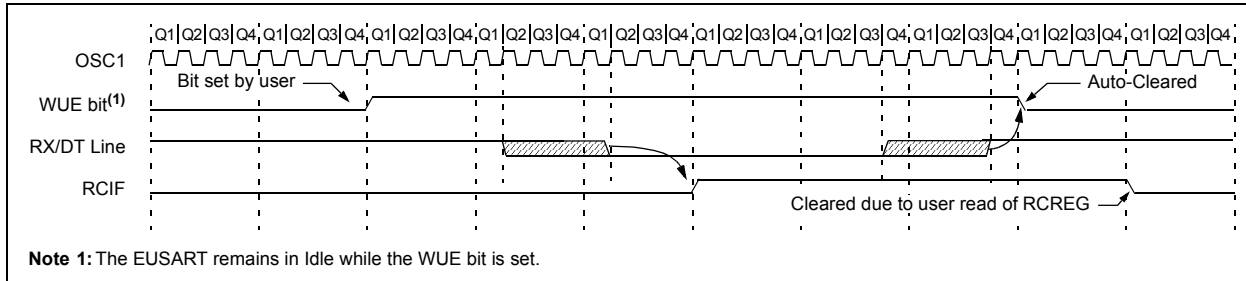 Q1 Q2 Q3 Q4 Q1 Q2 Q3 Q4 Q1 Q2 Q3 Q4 Q1 Q2 Q3 Q4 Q1 Q2 Q3 Q4 Q1 Q2 Q3 Q4 Q1 Q2 Q3 Q4 Q1 Q2 Q3 Q4 Q1 Q2 Q3 Q4 Q1 Q2 Q3 Q4
OSC1
Bit set by user
Auto-Cleared
WUE bit(1)
RX/DT Line
RCIF
Cleared due to user read of RCREG
Note 1: The EUSART remains in Idle while the WUE bit is set.